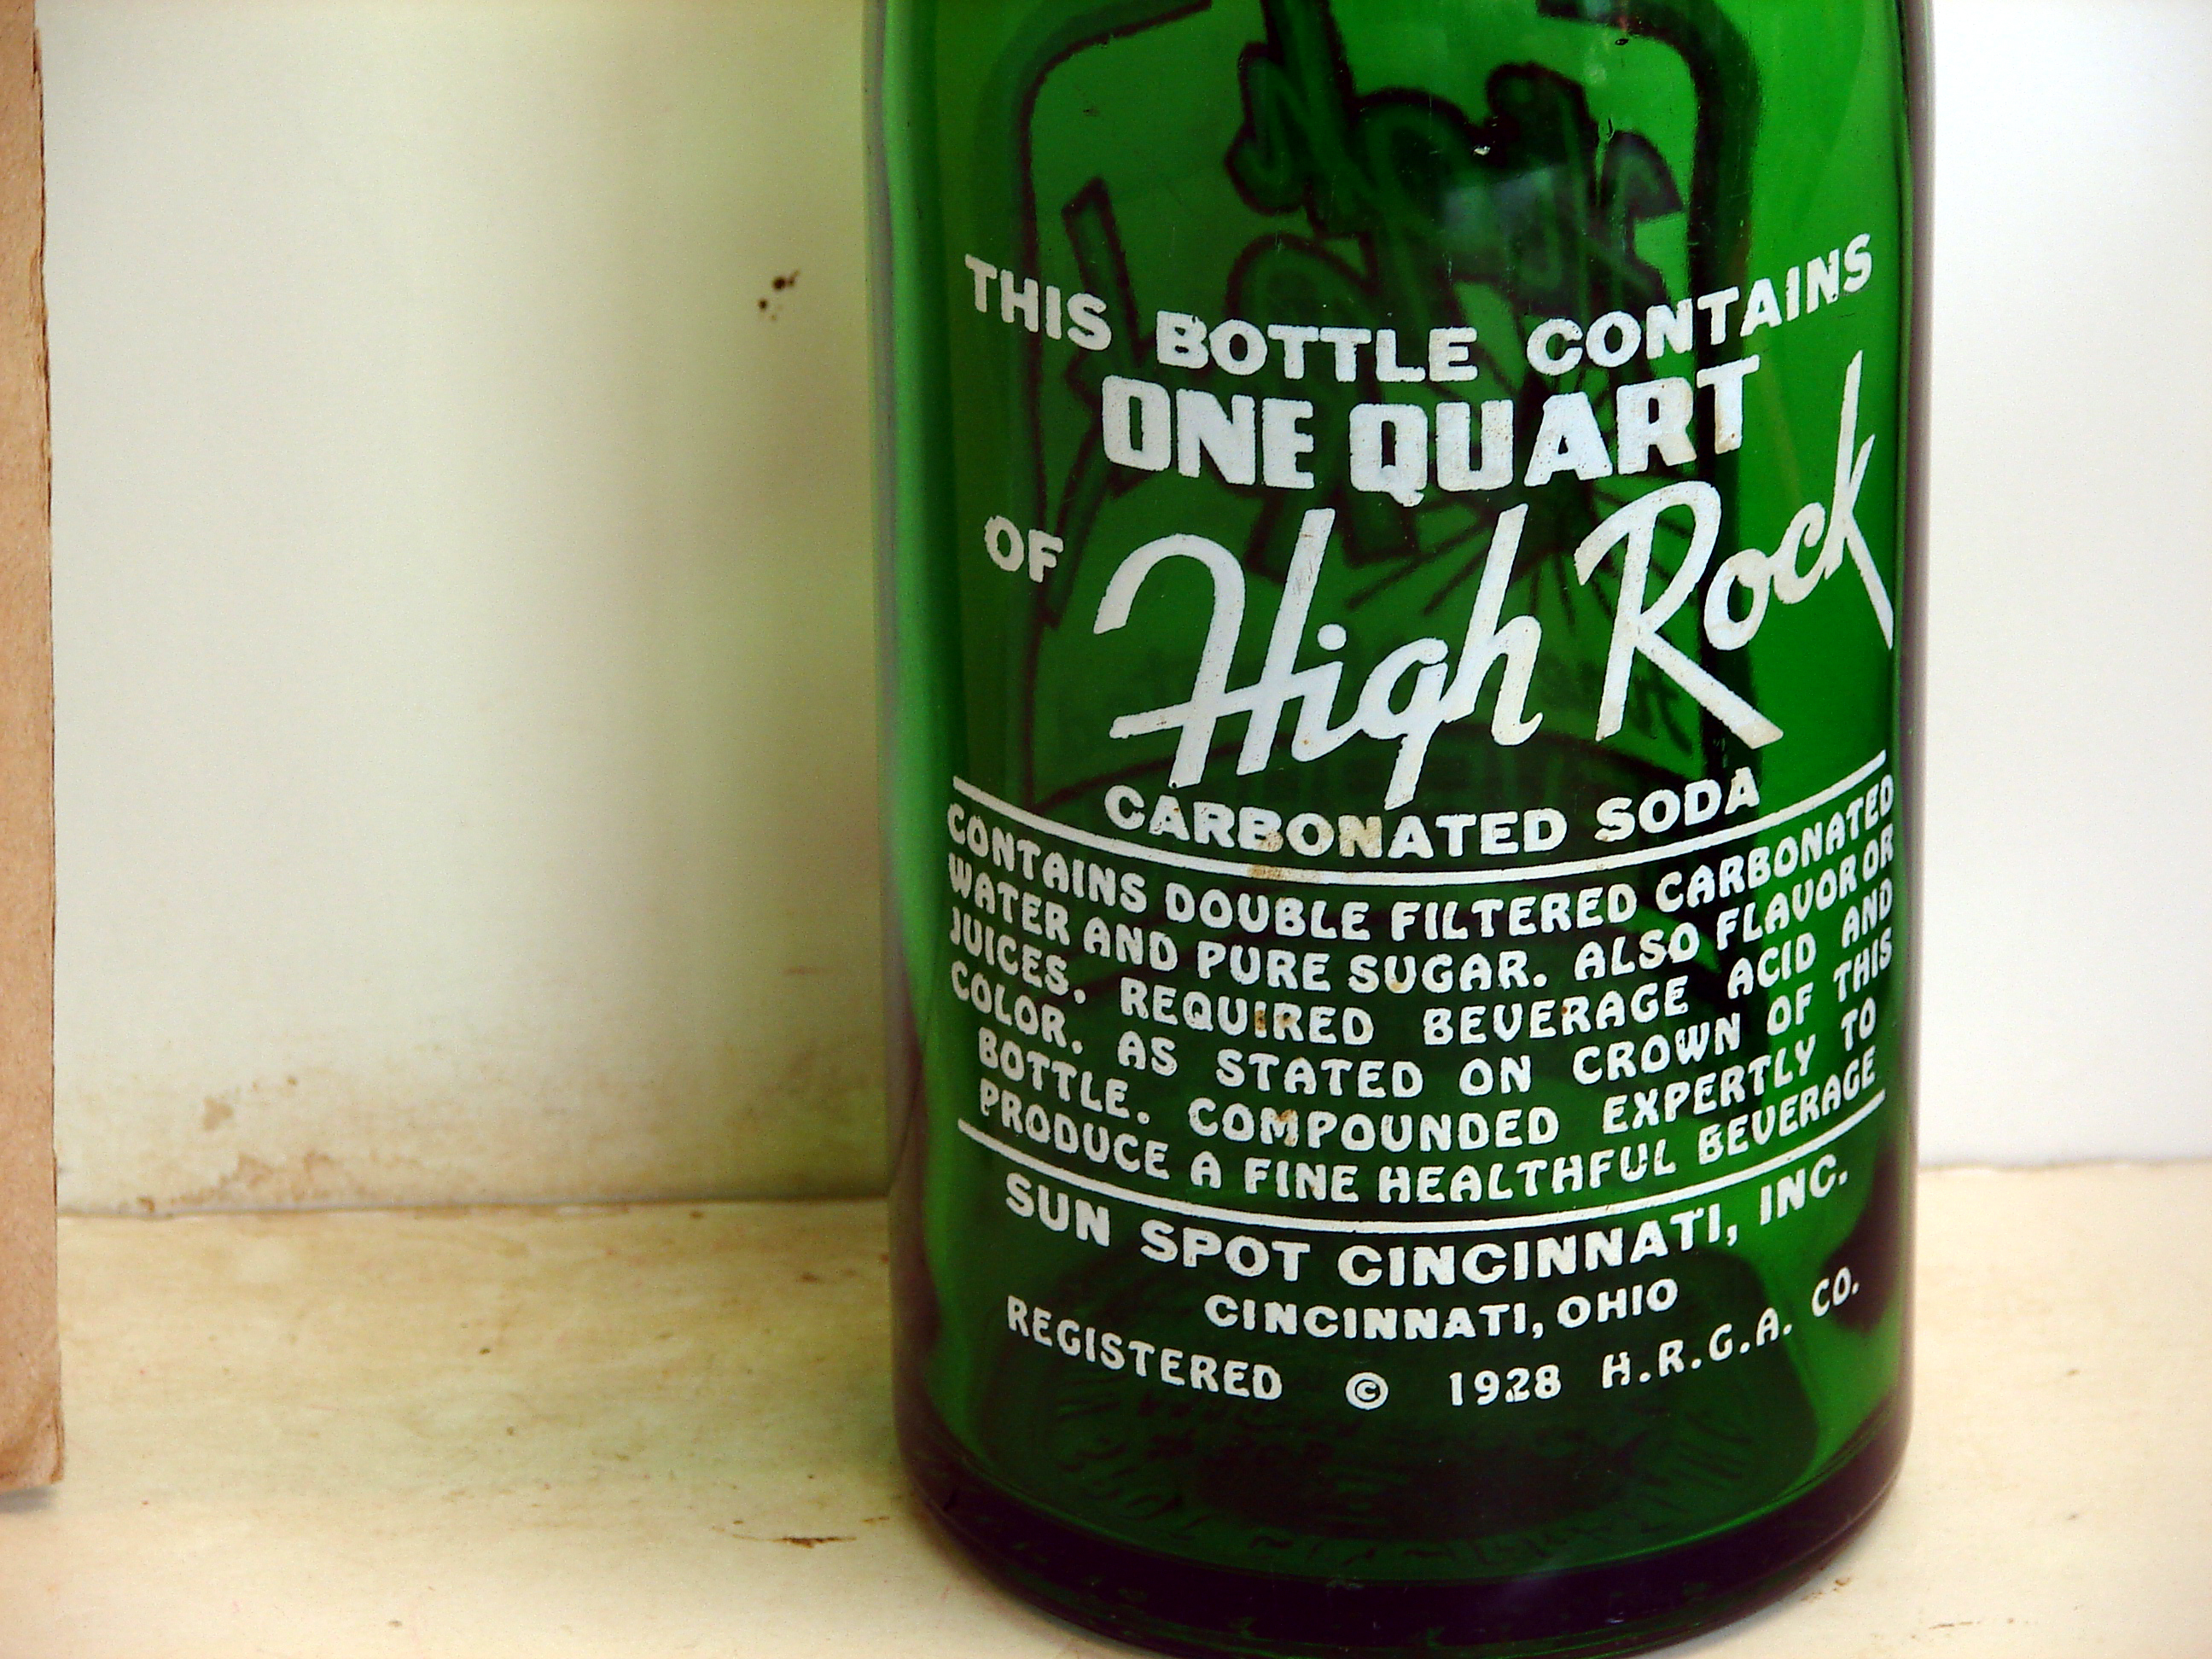 THIS BOTTLE CONTAINS
ONE QUART
OF High Rock
CARBONATED SODA
CONTAINS DOUBLE FILTERED CARBONATED
WATER AND PURE SUGAR. ALSO FLAVOR OR
JUICES. REQUIRED BEVERAGE ACID AND
COLOR. AS STATED ON CROWN OF THIS
BOTTLE. COMPOUNDED EXPERTLY TO
PRODUCE A FINE HEALTHFUL BEVERAGE
SUN SPOT CINCINNATI, INC.
CINCINNATI, OHIO
REGISTERED © 1928 H.R.G.A. CO.